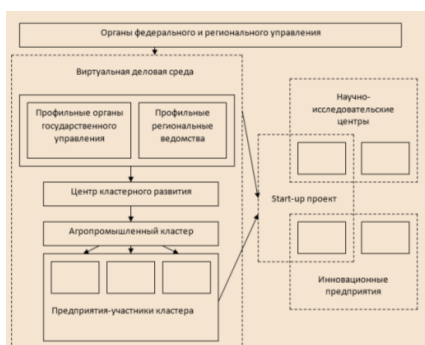 Органы федерального и регионального управления
Виртуальная деловая среда
Профильные органы
государственного
управления
Профильные
региональные
ведомства
Центр кластерного развития
Агропромышленный кластер
Предприятия-участники кластера
Научно-
исследовательские
центры
Start-up проект
Инновационные
предприятия